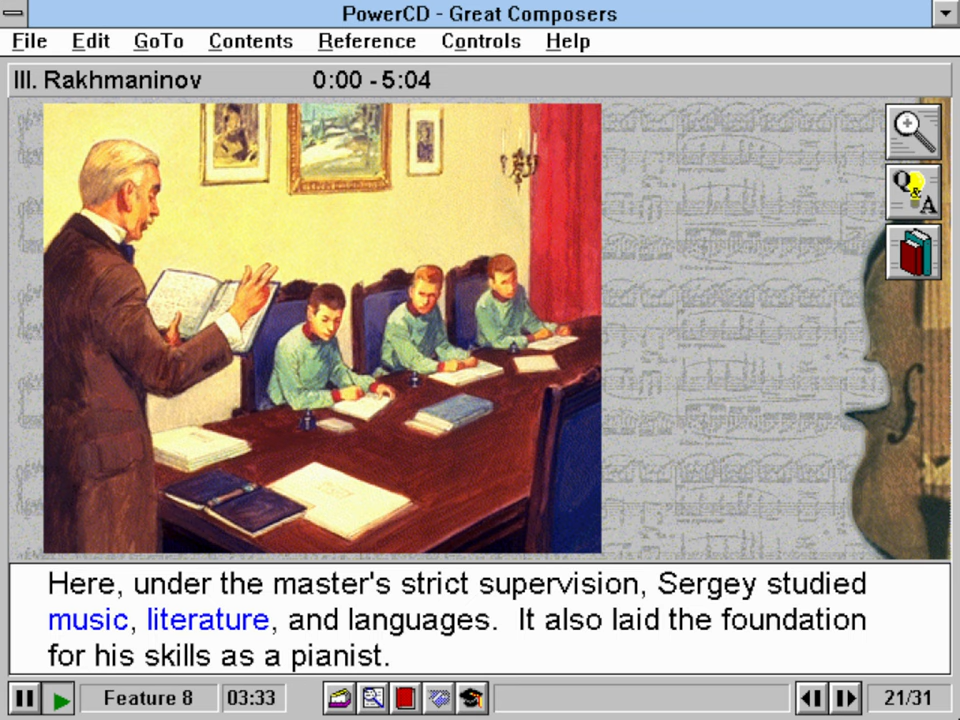 PowerCD - Great Composers
File Edit GoTo Contents Reference Controls Help
III. Rakhmaninov 0:00 - 5:04
Q & A
Here, under the master's strict supervision, Sergey studied
music, literature, and languages. It also laid the foundation
for his skills as a pianist.
Feature 8 03:33 21/31